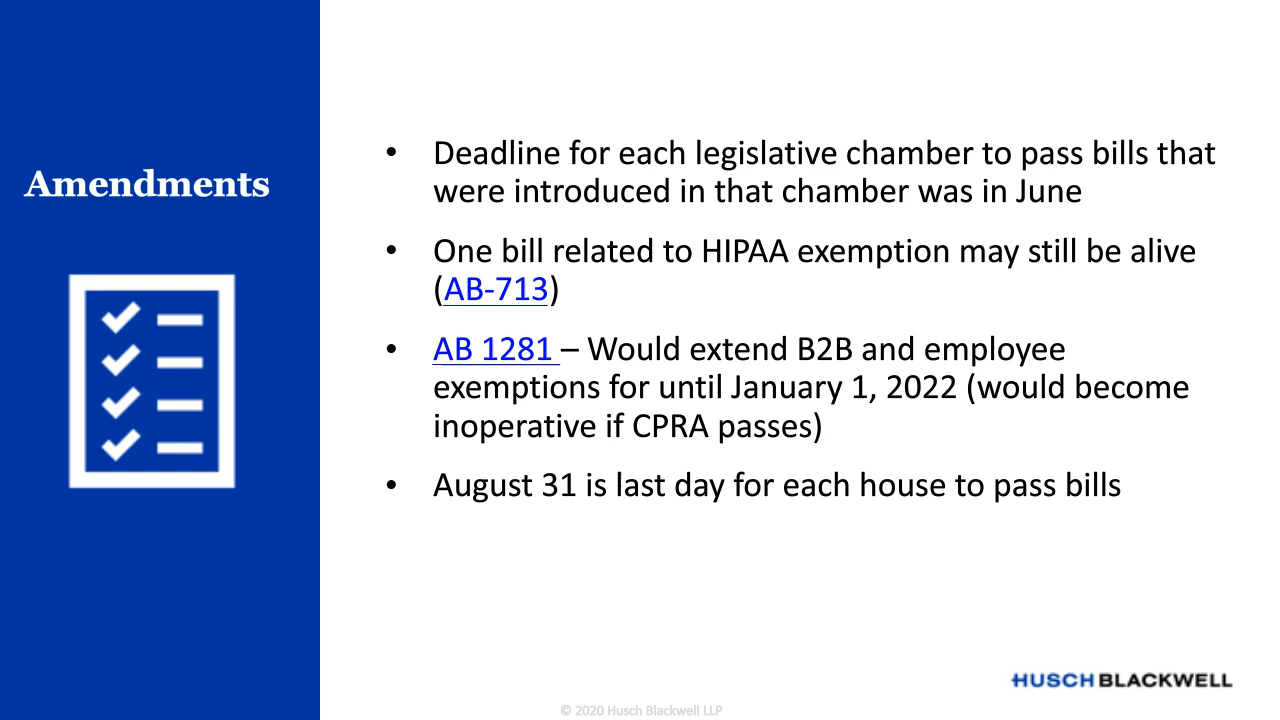 Amendments
• Deadline for each legislative chamber to pass bills that
were introduced in that chamber was in June
• One bill related to HIPAA exemption may still be alive
(AB-713)
• AB 1281 – Would extend B2B and employee
exemptions for until January 1, 2022 (would become
inoperative if CPRA passes)
• August 31 is last day for each house to pass bills
HUSCH BLACKWELL
© 2020 Husch Blackwell LLP